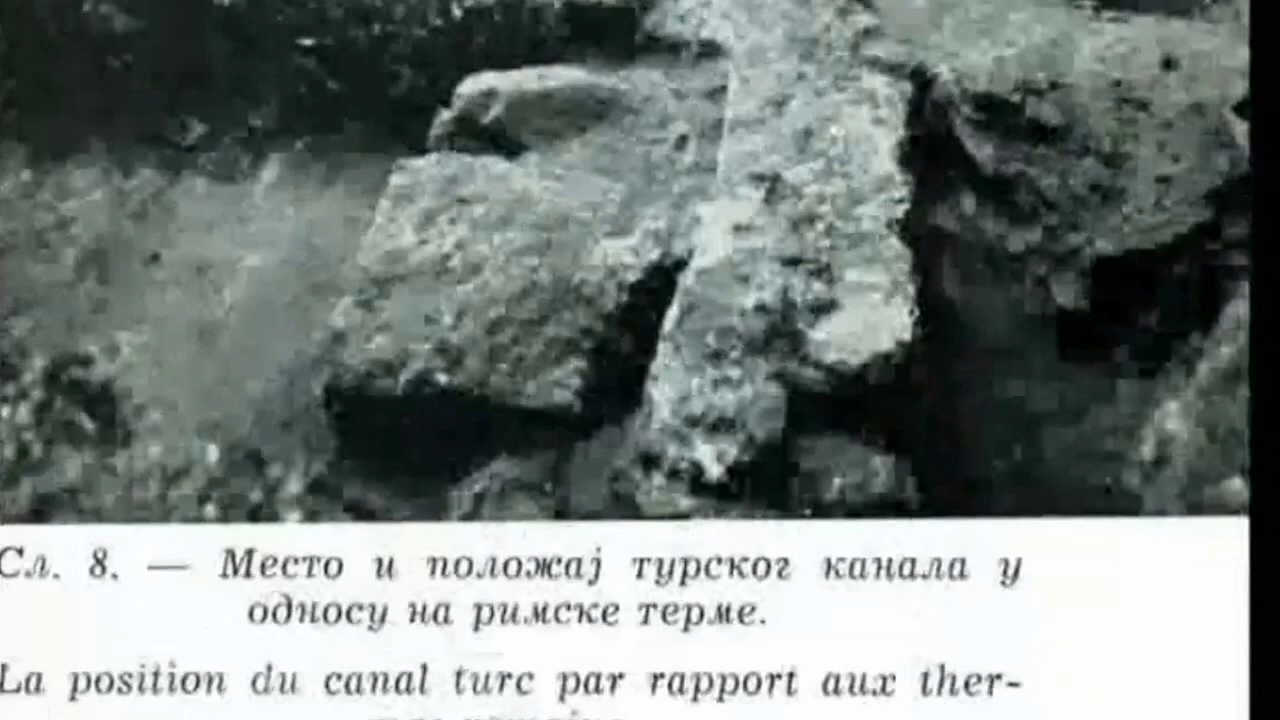 Сл. 8. — Место и положај турског канала у
односу на римске терме.
La position du canal turc par rapport aux ther-